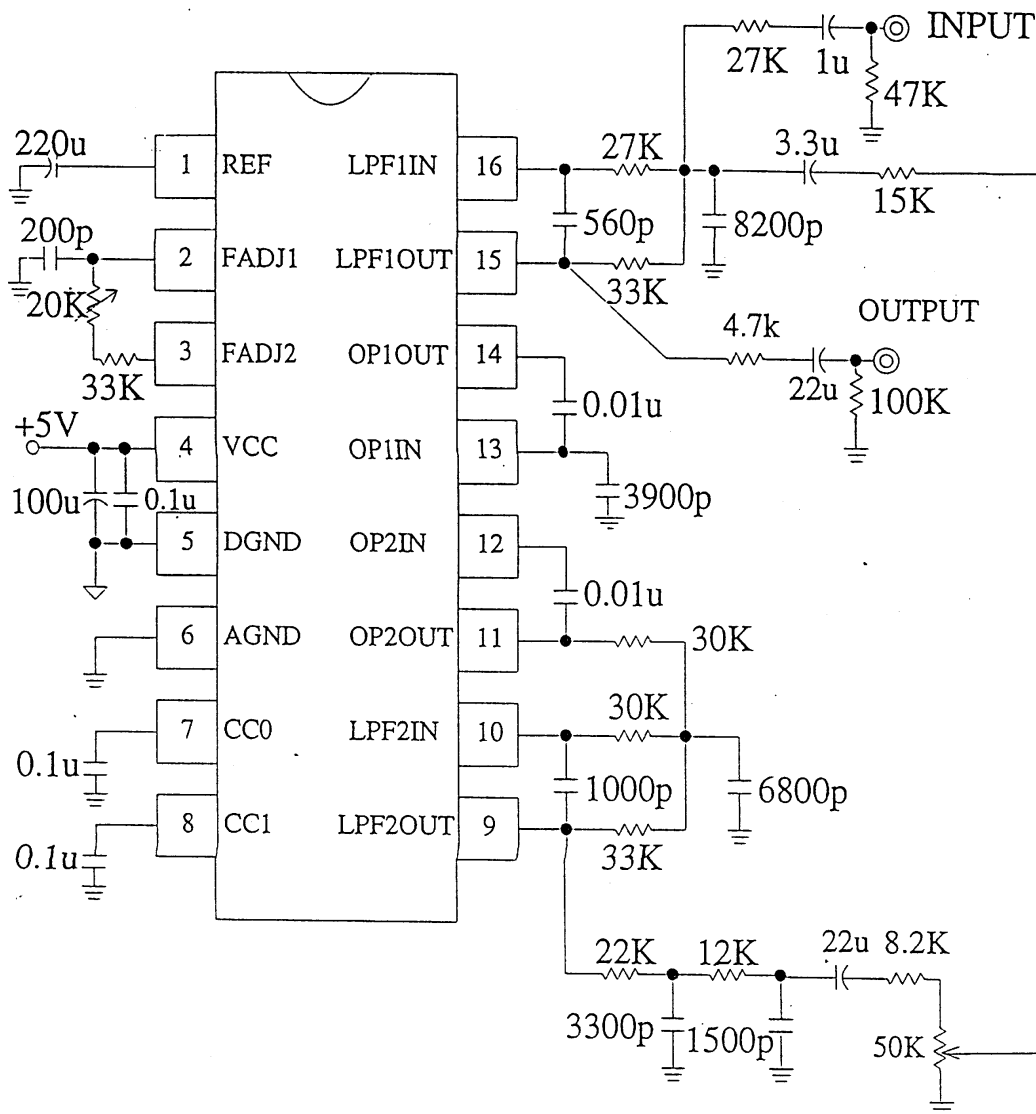 INPUT
27K
1u
47K
220u
1 REF
LPF1IN 16
27K
3.3u
15K
200p
560p
8200p
2 FADJ1
LPF1OUT 15
20K
33K
OUTPUT
4.7k
3 FADJ2
OP1OUT 14
33K
22u
100K
0.01u
+5V
4 VCC
OP1IN 13
100u
0.1u
3900p
5 DGND
OP2IN 12
0.01u
6 AGND
OP2OUT 11
30K
7 CC0
LPF2IN 10
30K
0.1u
1000p
6800p
8 CC1
LPF2OUT 9
33K
0.1u
22K
12K
22u
8.2K
3300p
1500p
50K